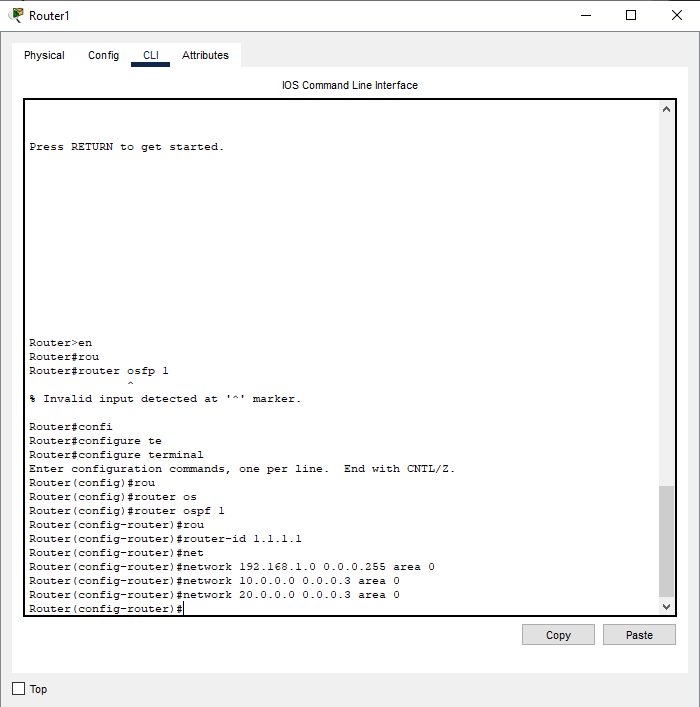 Router1
Physical Config CLI Attributes
IOS Command Line Interface
Press RETURN to get started.
Router>en
Router#rou
Router#router osfp 1
^
% Invalid input detected at '^' marker.
Router#confi
Router#configure te
Router#configure terminal
Enter configuration commands, one per line.  End with CNTL/Z.
Router(config)#rou
Router(config)#router os
Router(config)#router ospf 1
Router(config-router)#rou
Router(config-router)#router-id 1.1.1.1
Router(config-router)#net
Router(config-router)#network 192.168.1.0 0.0.0.255 area 0
Router(config-router)#network 10.0.0.0 0.0.0.3 area 0
Router(config-router)#network 20.0.0.0 0.0.0.3 area 0
Router(config-router)#
Copy Paste
Top